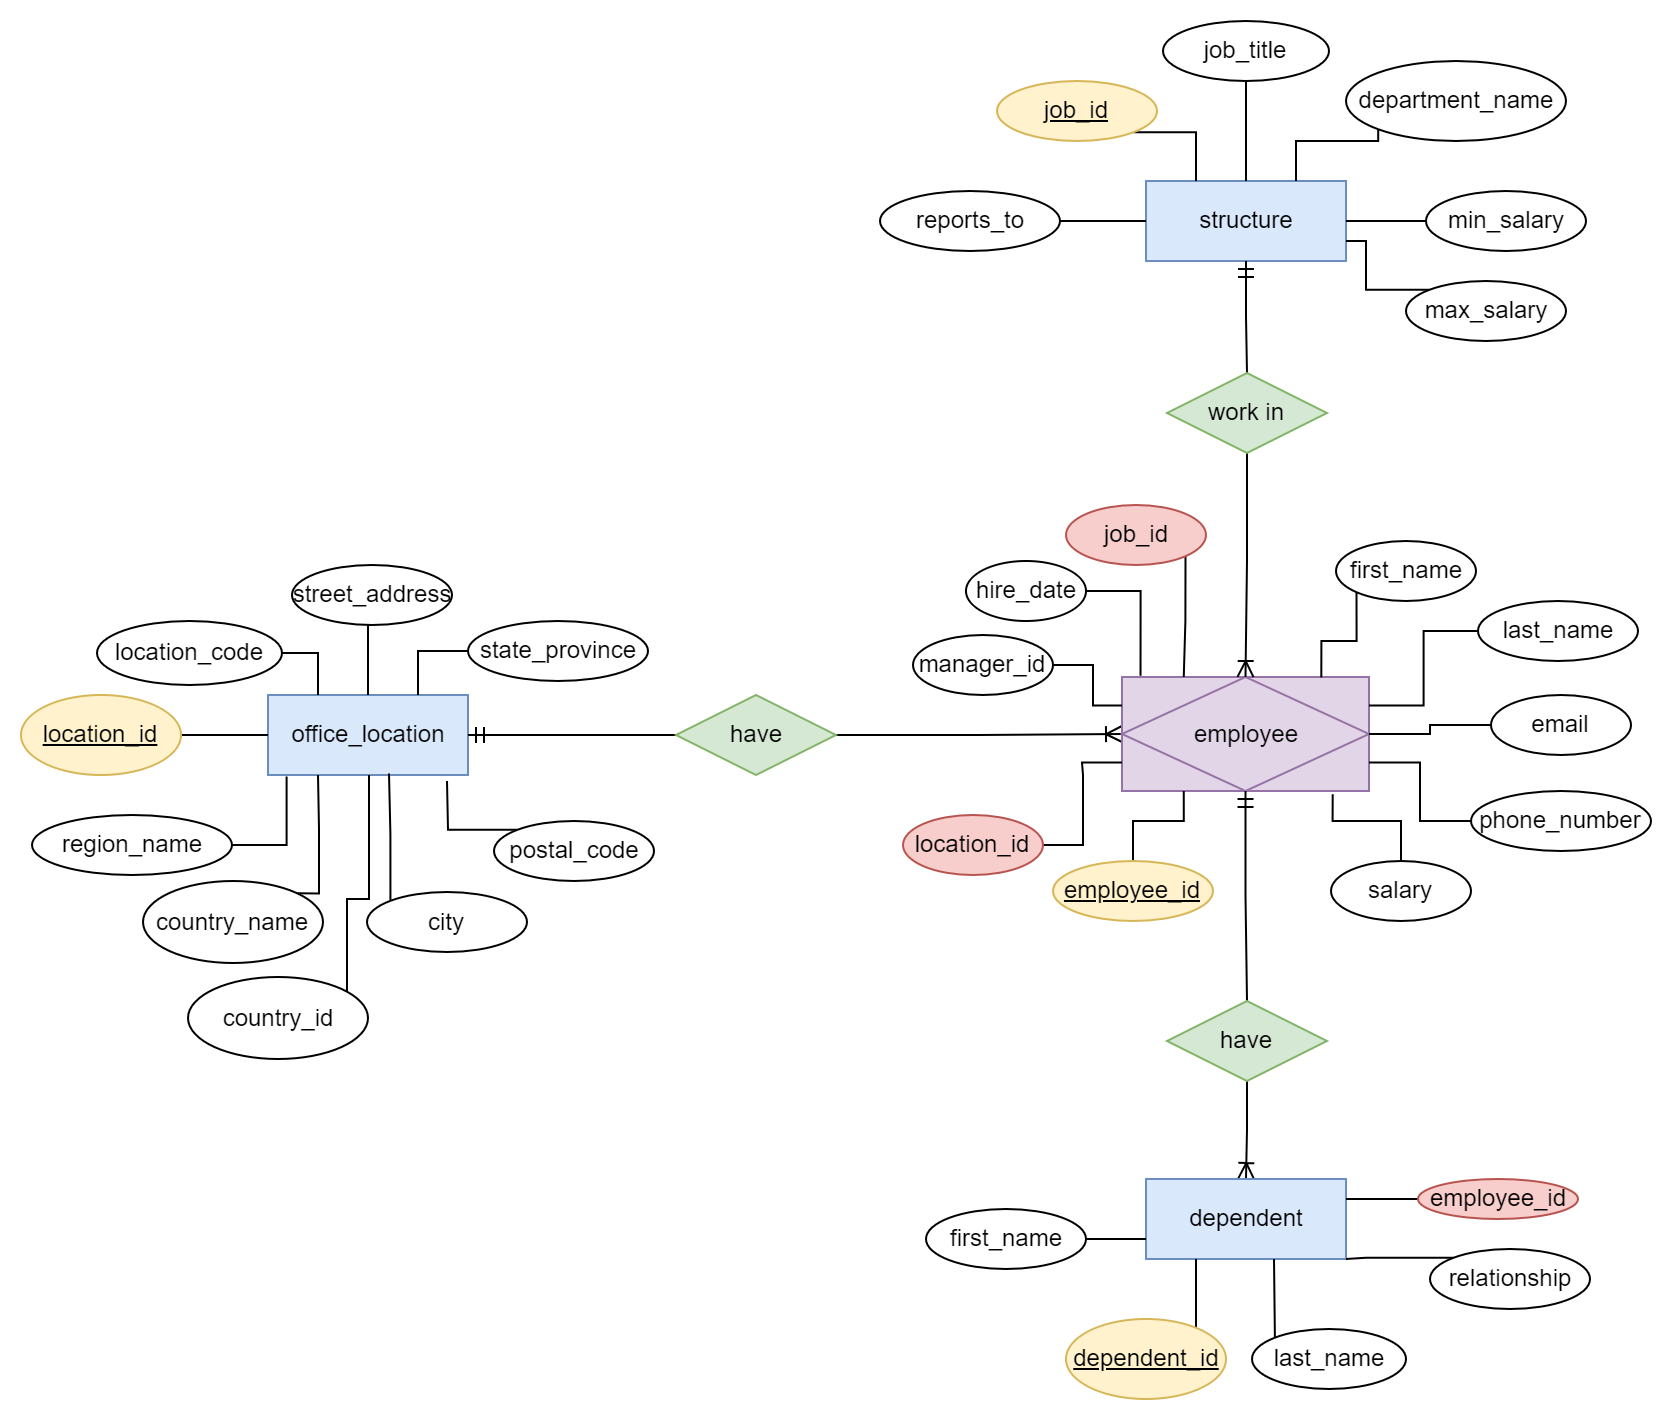 job_title
department_name
job_id
reports_to
structure
min_salary
max_salary
work in
job_id
first_name
hire_date
street_address
last_name
location_code
state_province
manager_id
location_id
office_location
have
employee
email
phone_number
region_name
postal_code
location_id
employee_id
salary
country_name
city
country_id
have
employee_id
dependent
first_name
relationship
dependent_id
last_name